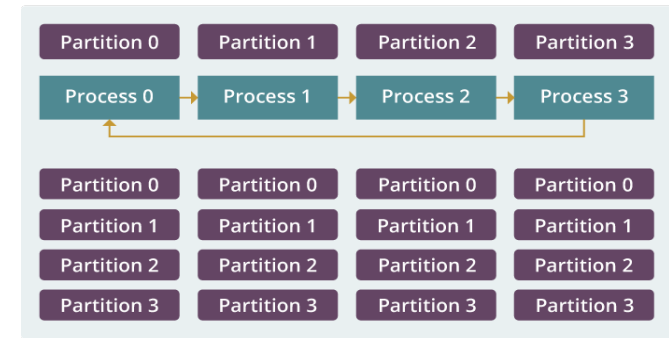 Partition 0 Partition 1 Partition 2 Partition 3
Process 0 Process 1 Process 2 Process 3
Partition 0 Partition 0 Partition 0 Partition 0
Partition 1 Partition 1 Partition 1 Partition 1
Partition 2 Partition 2 Partition 2 Partition 2
Partition 3 Partition 3 Partition 3 Partition 3